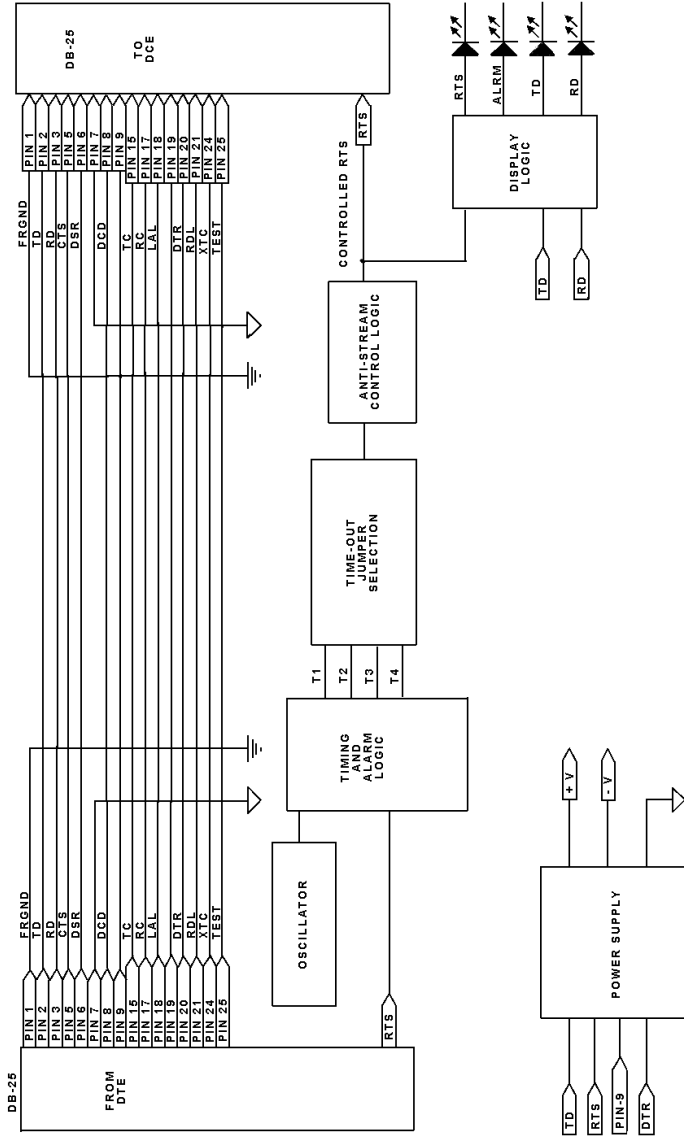 DB-25
FROM
DTE
PIN 1
PIN 2
PIN 3
PIN 5
PIN 6
PIN 7
PIN 8
PIN 9
PIN 15
PIN 17
PIN 18
PIN 19
PIN 20
PIN 21
PIN 24
PIN 25
RTS
FRGND
TD
RD
CTS
DSR
DCD
TC
RC
LAL
DTR
RDL
XTC
TEST
FRGND
TD
RD
CTS
DSR
DCD
TC
RC
LAL
DTR
RDL
XTC
TEST
PIN 1
PIN 2
PIN 3
PIN 5
PIN 6
PIN 7
PIN 8
PIN 9
PIN 15
PIN 17
PIN 18
PIN 19
PIN 20
PIN 21
PIN 24
PIN 25
RTS
DB-25
TO
DCE
OSCILLATOR
TIMING
AND
ALARM
LOGIC
T1
T2
T3
T4
TIME-OUT
JUMPER
SELECTION
ANTI-STREAM
CONTROL LOGIC
CONTROLLED RTS
TD
RTS
PIN-9
DTR
POWER SUPPLY
+ V
- V
TD
RD
DISPLAY
LOGIC
RTS
ALRM
TD
RD